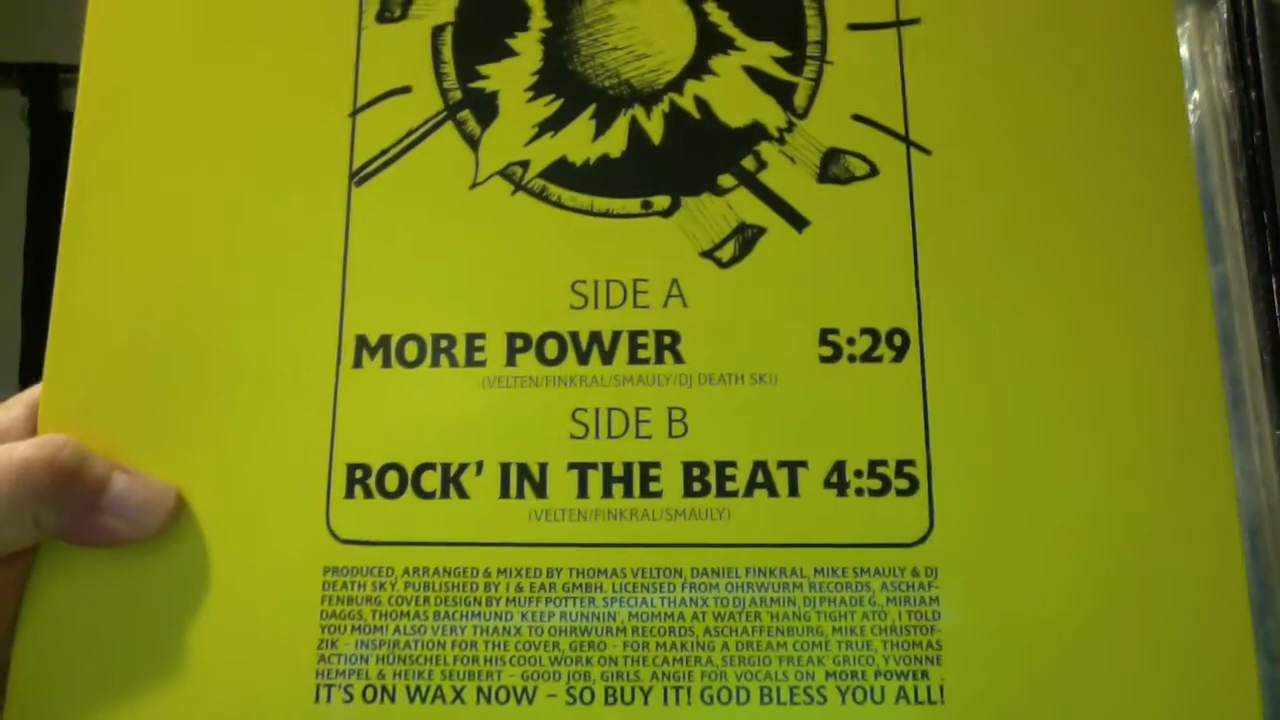 SIDE A
MORE POWER 5:29
(VELTEN/FINKRAL/SMAULY/DJ DEATH SKI)
SIDE B
ROCK' IN THE BEAT 4:55
(VELTEN/FINKRAL/SMAULY)
PRODUCED, ARRANGED & MIXED BY THOMAS VELTON, DANIEL FINKRAL, MIKE SMAULY & DJ
DEATH SKY. PUBLISHED BY I & EAR GMBH. LICENSED FROM OHRWURM RECORDS, ASCHAF-
FENBURG. COVER DESIGN BY MUFF POTTER. SPECIAL THANX TO DJ ARMIN, DJ PHADE G., MIRIAM
DAGGS, THOMAS BACHMUND 'KEEP RUNNIN', MOMMA AT WATER 'HANG TIGHT ATO', I TOLD
YOU MOM! ALSO VERY THANX TO OHRWURM RECORDS, ASCHAFFENBURG, MIKE CHRISTOF-
ZIK – INSPIRATION FOR THE COVER, GERO – FOR MAKING A DREAM COME TRUE, THOMAS
'ACTION' HÜNSCHEL FOR HIS COOL WORK ON THE CAMERA, SERGIO 'FREAK' GRICO, YVONNE
HEMPEL & HEIKE SEUBERT – GOOD JOB, GIRLS. ANGIE FOR VOCALS ON MORE POWER .
IT'S ON WAX NOW – SO BUY IT! GOD BLESS YOU ALL!